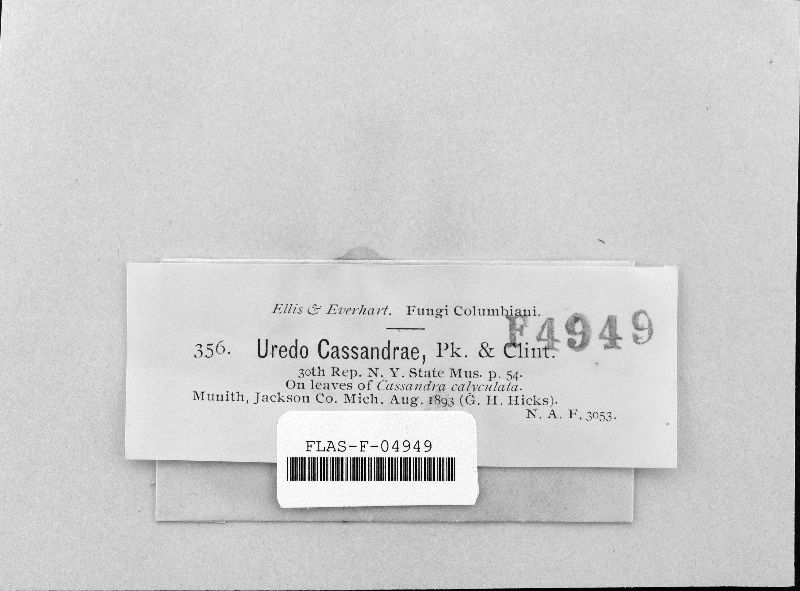 Ellis & Everhart. Fungi Columbiani.
F4949
356. Uredo Cassandrae, Pk. & Clint.
30th Rep. N. Y. State Mus. p. 54.
On leaves of Cassandra calyculata.
Munith, Jackson Co. Mich. Aug. 1893 (G. H. Hicks).
N. A. F. 3053.
FLAS-F-04949